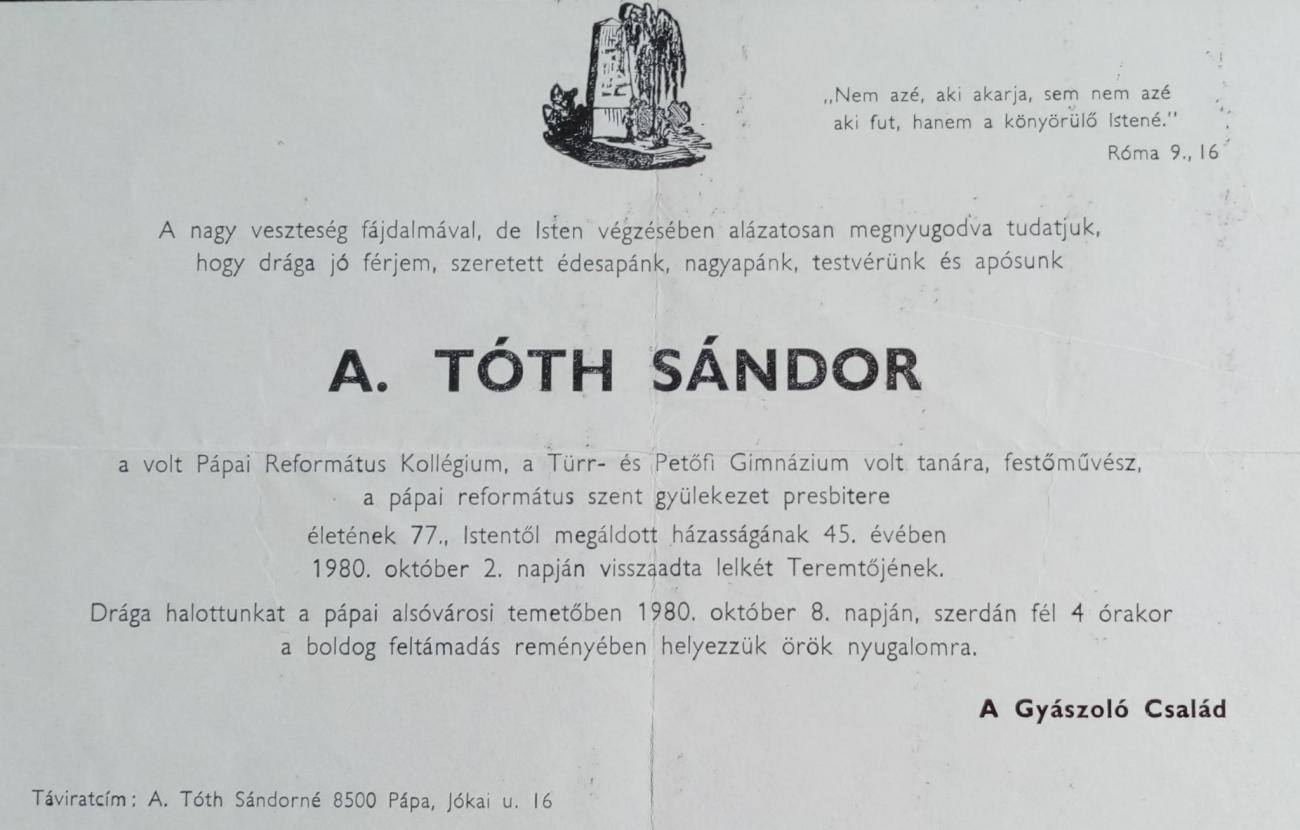 „Nem azé, aki akarja, sem nem azé
aki fut, hanem a könyörülő Istené."
Róma 9., 16
A nagy veszteség fájdalmával, de Isten végzésében alázatosan megnyugodva tudatjuk,
hogy drága jó férjem, szeretett édesapánk, nagyapánk, testvérünk és apósunk
A. TÓTH SÁNDOR
a volt Pápai Református Kollégium, a Türr- és Petőfi Gimnázium volt tanára, festőművész,
a pápai református szent gyülekezet presbitere
életének 77., Istentől megáldott házasságának 45. évében
1980. október 2. napján visszaadta lelkét Teremtőjének.
Drága halottunkat a pápai alsóvárosi temetőben 1980. október 8. napján, szerdán fél 4 órakor
a boldog feltámadás reményében helyezzük örök nyugalomra.
A Gyászoló Család
Táviratcím: A. Tóth Sándorné 8500 Pápa, Jókai u. 16